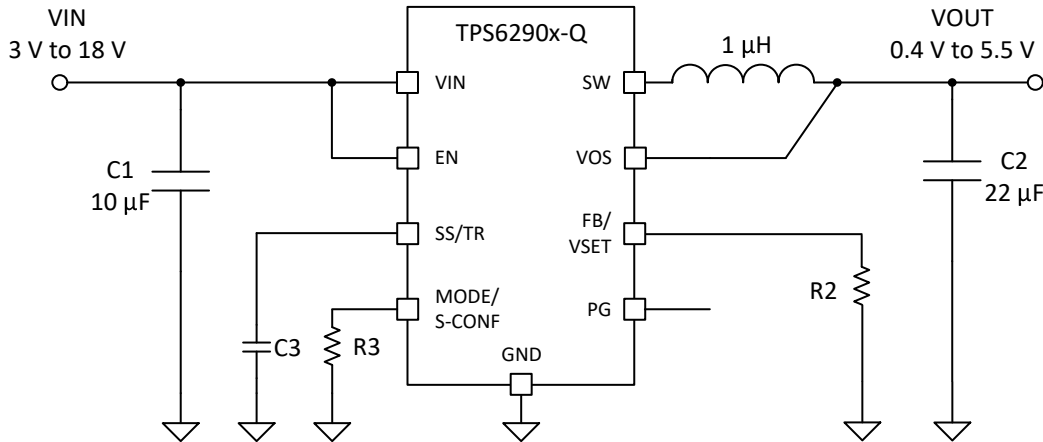 VIN
3 V to 18 V
TPS6290x-Q
1 µH
VOUT
0.4 V to 5.5 V
VIN
SW
EN
VOS
C1
10 µF
C2
22 µF
SS/TR
FB/
VSET
R2
MODE/
S-CONF
PG
C3
R3
GND